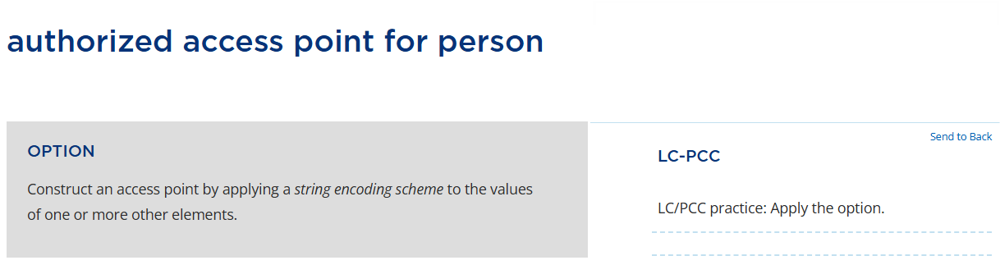 authorized access point for person
OPTION
Construct an access point by applying a string encoding scheme to the values
of one or more other elements.
Send to Back
LC-PCC
LC/PCC practice: Apply the option.